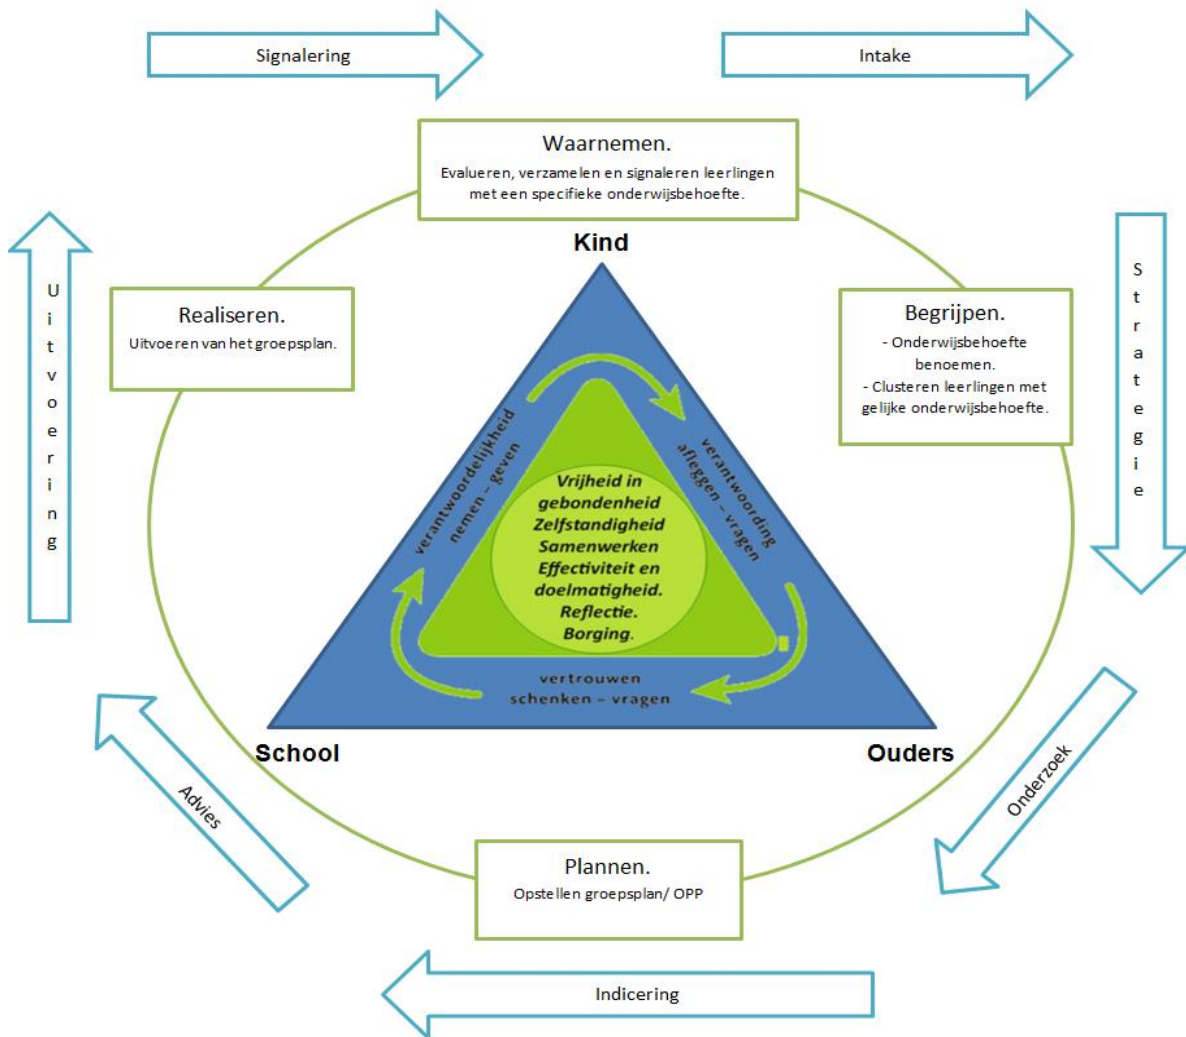 Signalering
Intake
Waarnemen.
Evalueren, verzamelen en signaleren leerlingen
met een specifieke onderwijsbehoefte.
Kind
Uitvoering
Realiseren.
Uitvoeren van het groepsplan.
Begrijpen.
- Onderwijsbehoefte
benoemen.
- Clusteren leerlingen met
gelijke onderwijsbehoefte.
Strategie
verantwoordelijkheid
nemen – geven
verantwoording
afleggen – vragen
Vrijheid in
gebondenheid
Zelfstandigheid
Samenwerken
Effectiviteit en
doelmatigheid.
Reflectie.
Borging.
vertrouwen
schenken – vragen
School
Ouders
Advies
Onderzoek
Plannen.
Opstellen groepsplan/ OPP
Indicering